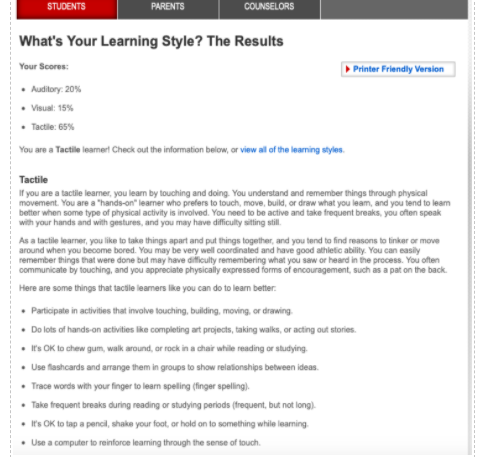 STUDENTS PARENTS COUNSELORS
What's Your Learning Style? The Results
Your Scores:
Printer Friendly Version
Auditory: 20%
Visual: 15%
Tactile: 65%
You are a Tactile learner! Check out the information below, or view all of the learning styles.
Tactile
If you are a tactile learner, you learn by touching and doing. You understand and remember things through physical
movement. You are a "hands-on" learner who prefers to touch, move, build, or draw what you learn, and you tend to learn
better when some type of physical activity is involved. You need to be active and take frequent breaks, you often speak
with your hands and with gestures, and you may have difficulty sitting still.
As a tactile learner, you like to take things apart and put things together, and you tend to find reasons to tinker or move
around when you become bored. You may be very well coordinated and have good athletic ability. You can easily
remember things that were done but may have difficulty remembering what you saw or heard in the process. You often
communicate by touching, and you appreciate physically expressed forms of encouragement, such as a pat on the back.
Here are some things that tactile learners like you can do to learn better:
Participate in activities that involve touching, building, moving, or drawing.
Do lots of hands-on activities like completing art projects, taking walks, or acting out stories.
It's OK to chew gum, walk around, or rock in a chair while reading or studying.
Use flashcards and arrange them in groups to show relationships between ideas.
Trace words with your finger to learn spelling (finger spelling).
Take frequent breaks during reading or studying periods (frequent, but not long).
It's OK to tap a pencil, shake your foot, or hold on to something while learning.
Use a computer to reinforce learning through the sense of touch.